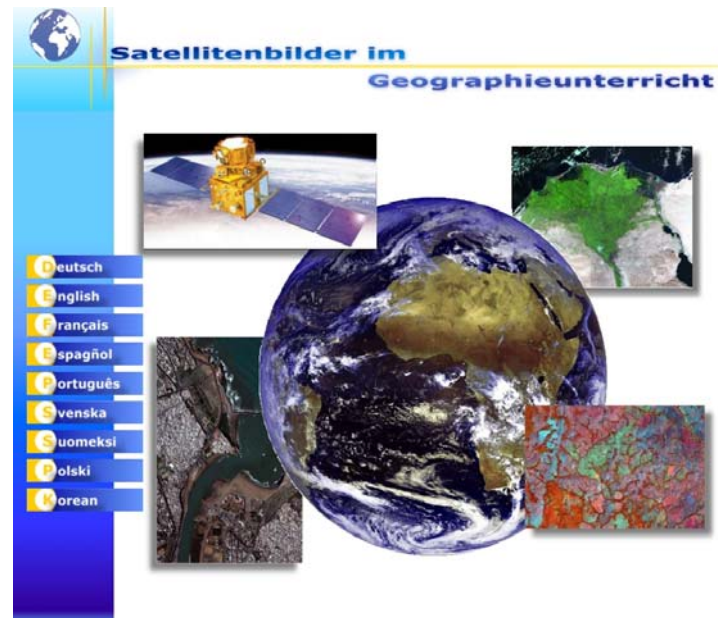 Satellitenbilder im
Geographieunterricht
Deutsch
English
Français
Espagñol
Português
Svenska
Suomeksi
Polski
Korean